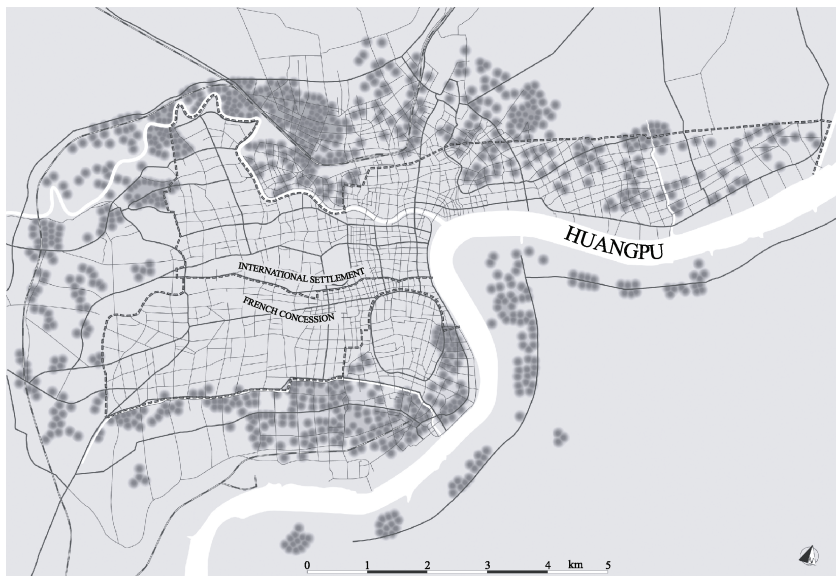 HUANGPU
INTERNATIONAL SETTLEMENT
FRENCH CONCESSION
0 1 2 3 4 km 5